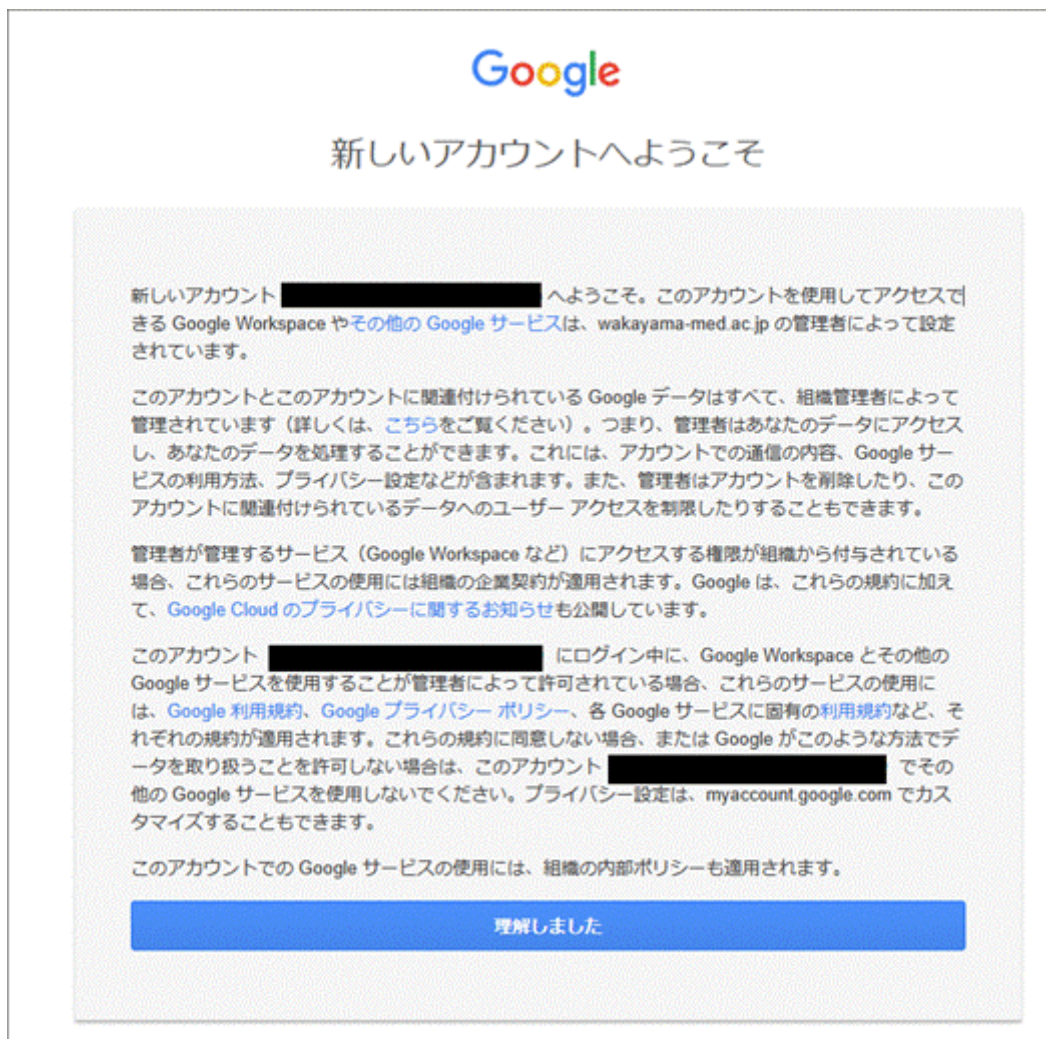 Google
新しいアカウントへようこそ
新しいアカウント へようこそ。このアカウントを使用してアクセスで
きる Google Workspace やその他の Google サービスは、wakayama-med.ac.jp の管理者によって設定
されています。
このアカウントとこのアカウントに関連付けられている Google データはすべて、組織管理者によって
管理されています（詳しくは、こちらをご覧ください）。つまり、管理者はあなたのデータにアクセス
し、あなたのデータを処理することができます。これには、アカウントでの通信の内容、Google サー
ビスの利用方法、プライバシー設定などが含まれます。また、管理者はアカウントを削除したり、この
アカウントに関連付けられているデータへのユーザー アクセスを制限したりすることもできます。
管理者が管理するサービス（Google Workspace など）にアクセスする権限が組織から付与されている
場合、これらのサービスの使用には組織の企業契約が適用されます。Google は、これらの規約に加え
て、Google Cloud のプライバシーに関するお知らせも公開しています。
このアカウント にログイン中に、Google Workspace とその他の
Google サービスを使用することが管理者によって許可されている場合、これらのサービスの使用に
は、Google 利用規約、Google プライバシー ポリシー、各 Google サービスに固有の利用規約など、そ
れぞれの規約が適用されます。これらの規約に同意しない場合、または Google がこのような方法でデ
ータを取り扱うことを許可しない場合は、このアカウント でその
他の Google サービスを使用しないでください。プライバシー設定は、myaccount.google.com でカス
タマイズすることもできます。
このアカウントでの Google サービスの使用には、組織の内部ポリシーも適用されます。
理解しました